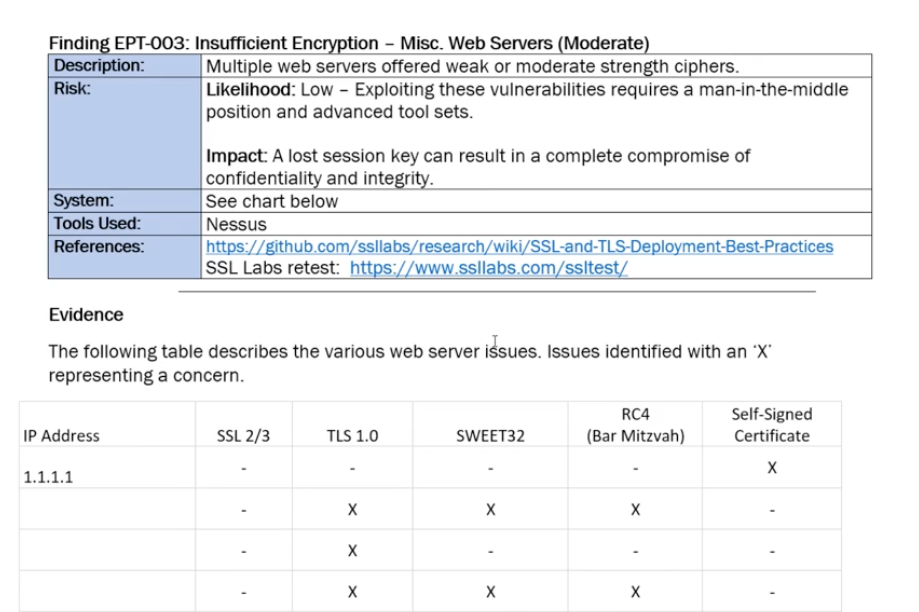 Finding EPT-003: Insufficient Encryption – Misc. Web Servers (Moderate)
Description: Multiple web servers offered weak or moderate strength ciphers.
Risk: Likelihood: Low – Exploiting these vulnerabilities requires a man-in-the-middle
position and advanced tool sets.
Impact: A lost session key can result in a complete compromise of
confidentiality and integrity.
System: See chart below
Tools Used: Nessus
References: https://github.com/ssllabs/research/wiki/SSL-and-TLS-Deployment-Best-Practices
SSL Labs retest: https://www.ssllabs.com/ssltest/
Evidence
The following table describes the various web server issues. Issues identified with an 'X'
representing a concern.
IP Address SSL 2/3 TLS 1.0 SWEET32 RC4 (Bar Mitzvah) Self-Signed Certificate
1.1.1.1 - - - - X
- X X X -
- X - - -
- X X X -